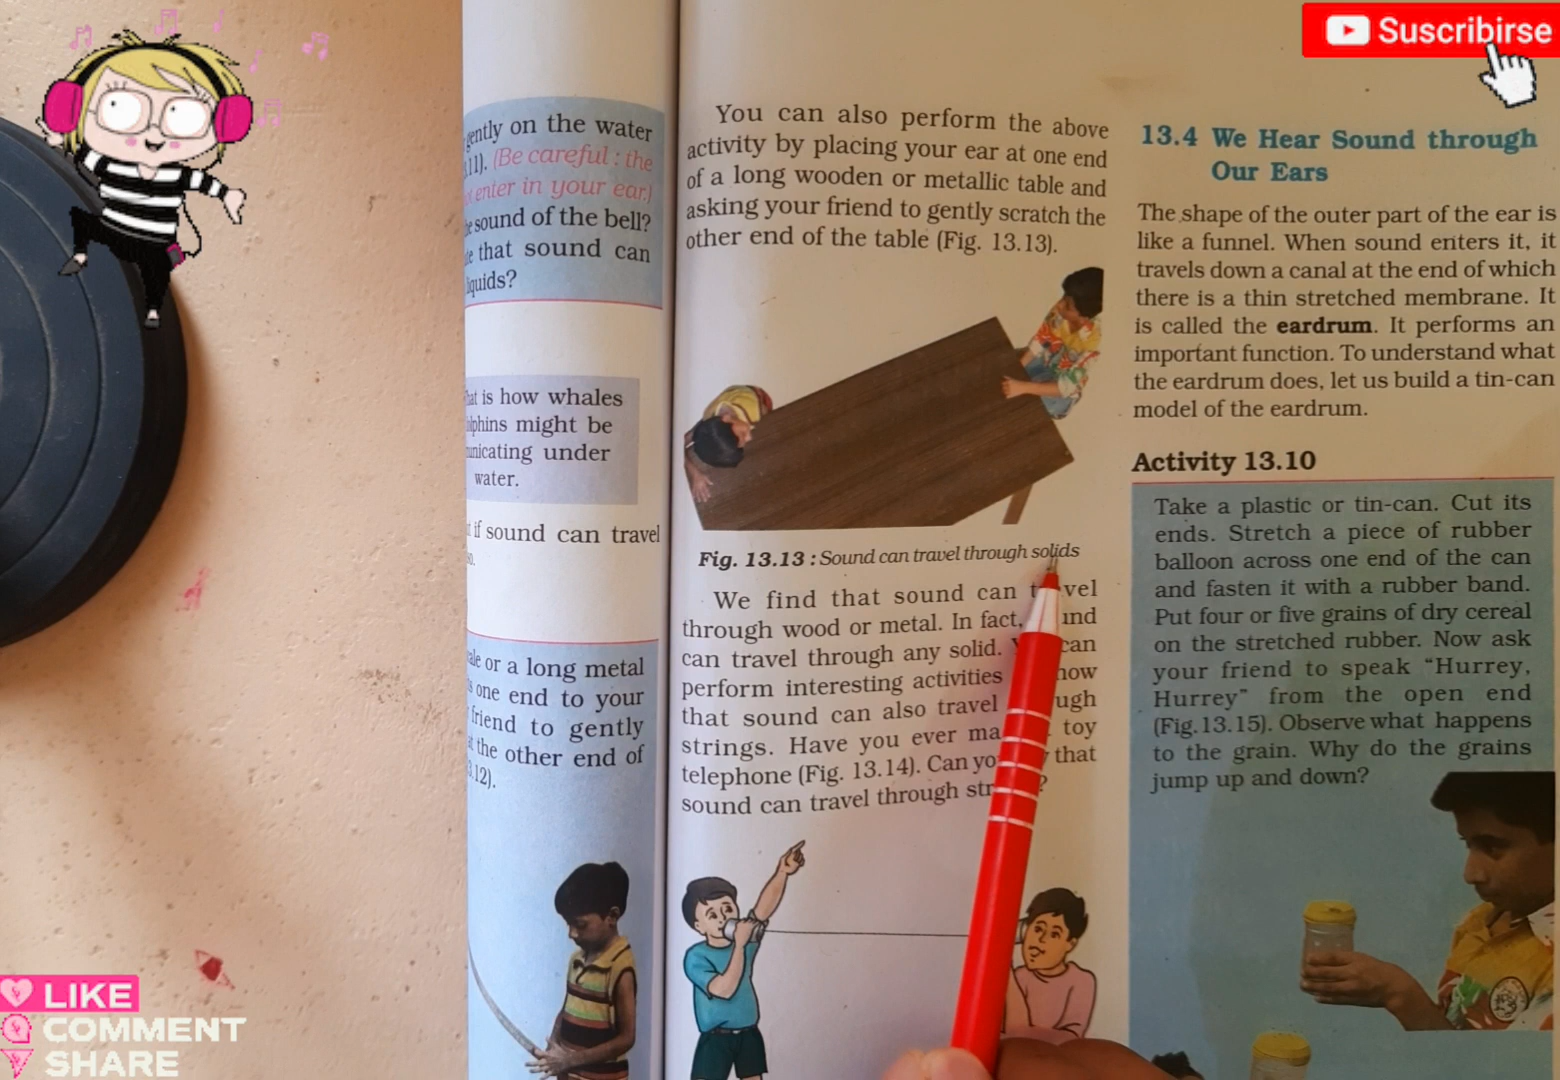 gently on the water
.11). (Be careful : the
not enter in your ear.)
sound of the bell?
that sound can
liquids?
is how whales
might be
under
water.
if sound can travel
or a long metal
one end to your
friend to gently
the other end of
You can also perform the above
activity by placing your ear at one end
of a long wooden or metallic table and
asking your friend to gently scratch the
other end of the table (Fig. 13.13).
Fig. 13.13 : Sound can travel through solids
We find that sound can
through wood or metal. In fact,
can travel through any solid. can
perform interesting activities
that sound can also travel
strings. Have you ever toy
telephone (Fig. 13.14). Can that
sound can travel through
13.4 We Hear Sound through
Our Ears
The shape of the outer part of the ear is
like a funnel. When sound enters it, it
travels down a canal at the end of which
there is a thin stretched membrane. It
is called the eardrum. It performs an
important function. To understand what
the eardrum does, let us build a tin-can
model of the eardrum.
Activity 13.10
Take a plastic or tin-can. Cut its
ends. Stretch a piece of rubber
balloon across one end of the can
and fasten it with a rubber band.
Put four or five grains of dry cereal
on the stretched rubber. Now ask
your friend to speak “Hurrey,
Hurrey” from the open end
(Fig.13.15). Observe what happens
to the grain. Why do the grains
jump up and down?
Suscribirse
LIKE
COMMENT
SHARE